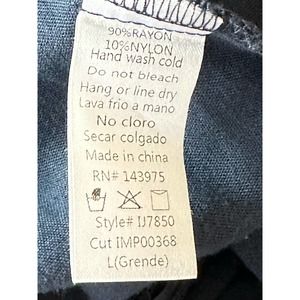 90%RAYON
10%NYLON
Hand wash cold
Do not bleach
Hang or line dry
Lava frio a mano
No cloro
Secar colgado
Made in china
RN# 143975
Style# IJ7850
Cut IMP00368
L(Grende)